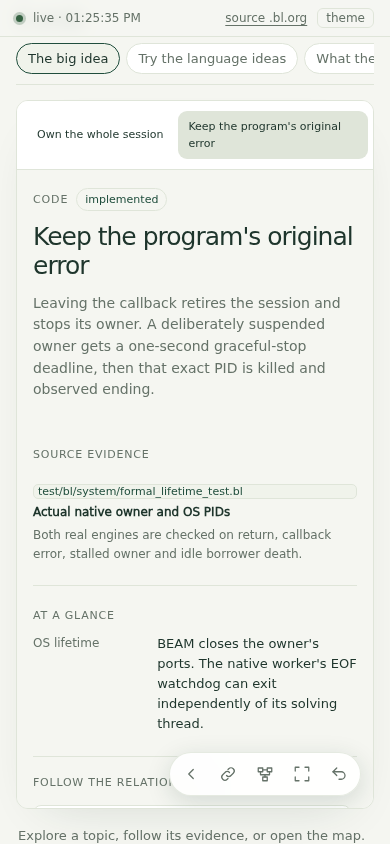 live · 01:25:35 PM
source .bl.org
theme
The big idea
Try the language ideas
What the
Own the whole session
Keep the program's original
error
CODE
implemented
Keep the program's original
error
Leaving the callback retires the session and
stops its owner. A deliberately suspended
owner gets a one-second graceful-stop
deadline, then that exact PID is killed and
observed ending.
SOURCE EVIDENCE
test/bl/system/formal_lifetime_test.bl
Actual native owner and OS PIDs
Both real engines are checked on return, callback
error, stalled owner and idle borrower death.
AT A GLANCE
OS lifetime
BEAM closes the owner's
ports. The native worker's EOF
watchdog can exit
independently of its solving
thread.
FOLLOW THE
Explore a topic, follow its evidence, or open the map.